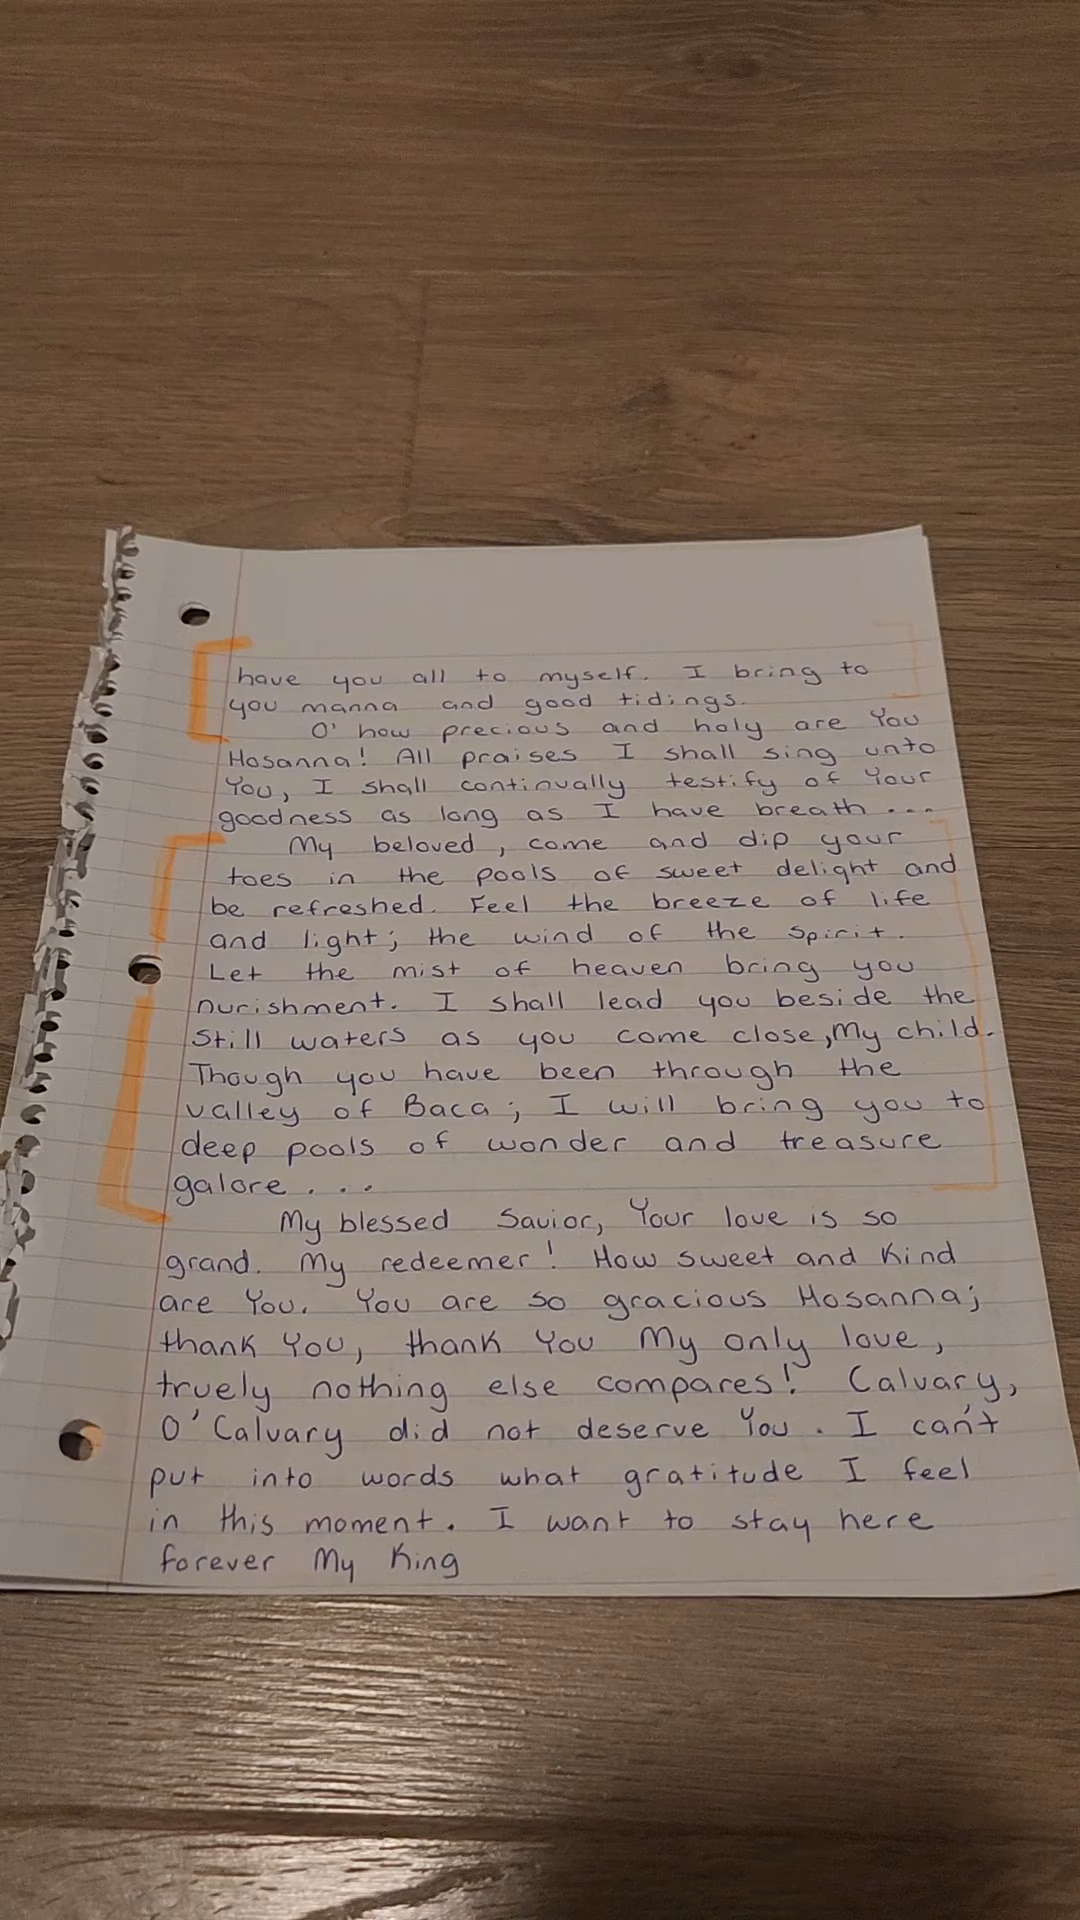 have you all to myself. I bring to
you manna and good tidings.
O' how precious and holy are You
Hosanna! All praises I shall sing unto
You, I shall continually testify of Your
goodness as long as I have breath...
My beloved, come and dip your
toes in the pools of sweet delight and
be refreshed. Feel the breeze of life
and light; the wind of the Spirit.
Let the mist of heaven bring you
nurishment. I shall lead you beside the
still waters as you come close, My child.
Though you have been through the
valley of Baca; I will bring you to
deep pools of wonder and treasure
galore...
My blessed Savior, Your love is so
grand. My redeemer! How sweet and kind
are You. You are so gracious Hosanna;
thank You, thank You My only love,
truely nothing else compares! Calvary,
O' Calvary did not deserve You. I can't
put into words what gratitude I feel
in this moment. I want to stay here
forever My King